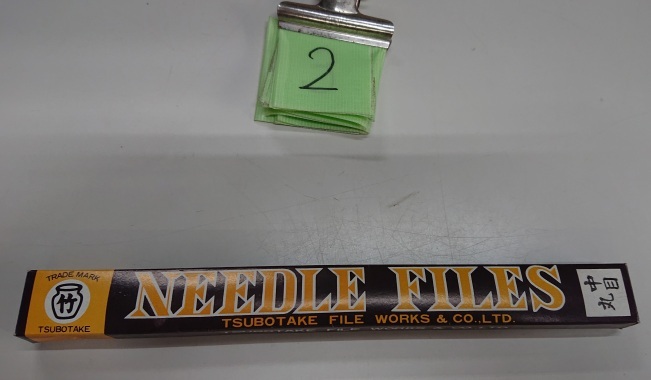 2
TRADE MARK
竹
TSUBOTAKE
NEEDLE FILES
TSUBOTAKE FILE WORKS & CO.,LTD.
中目
丸